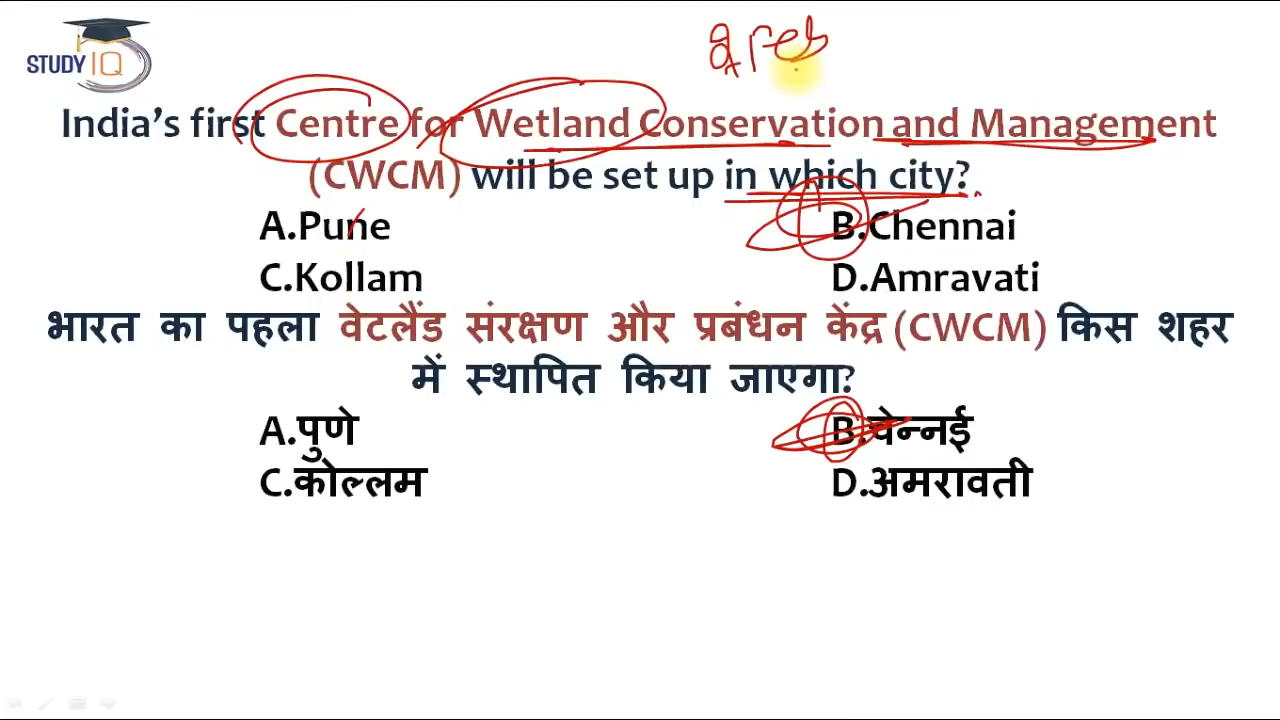 STUDY IQ
India's first Centre for Wetland Conservation and Management
(CWCM) will be set up in which city?
A.Pune B.Chennai
C.Kollam D.Amravati
भारत का पहला वेटलैंड संरक्षण और प्रबंधन केंद्र (CWCM) किस शहर
में स्थापित किया जाएगा?
A.पुणे B.चेन्नई
C.कोल्लम D.अमरावती